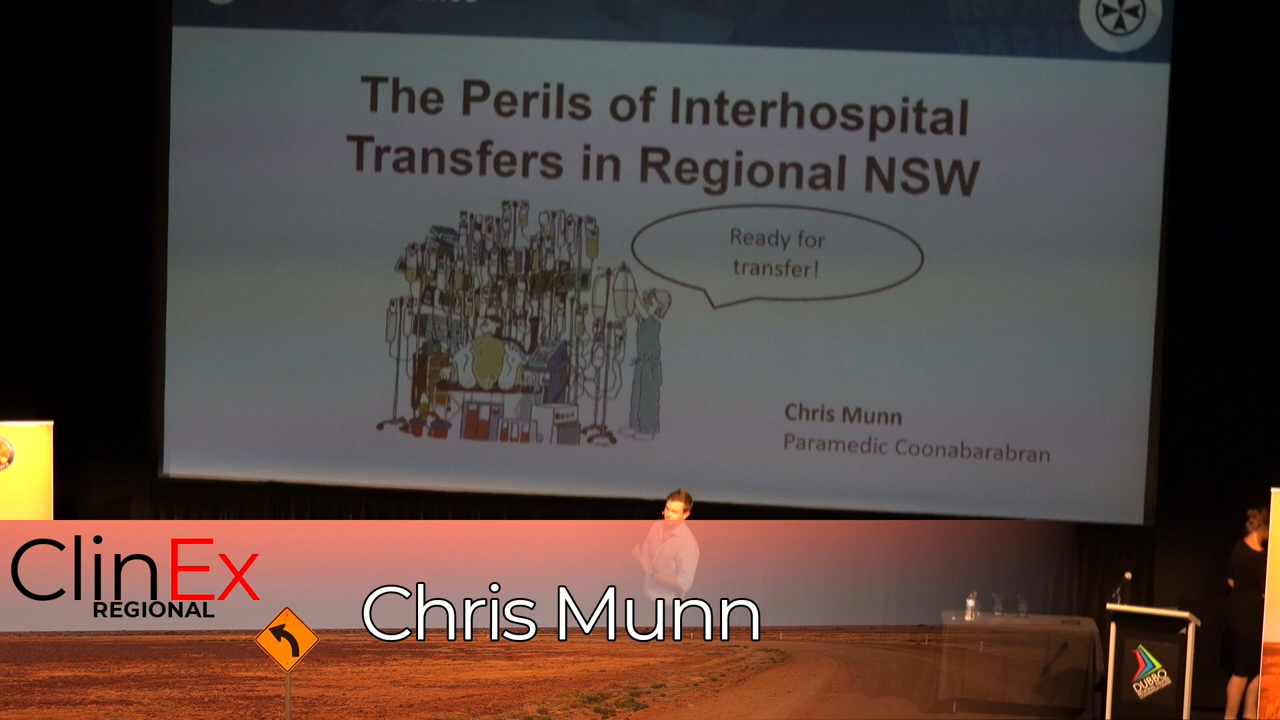 The Perils of Interhospital
Transfers in Regional NSW
Ready for
transfer!
Chris Munn
Paramedic Coonabarabran
ClinEx
REGIONAL
Chris Munn
DUBBO